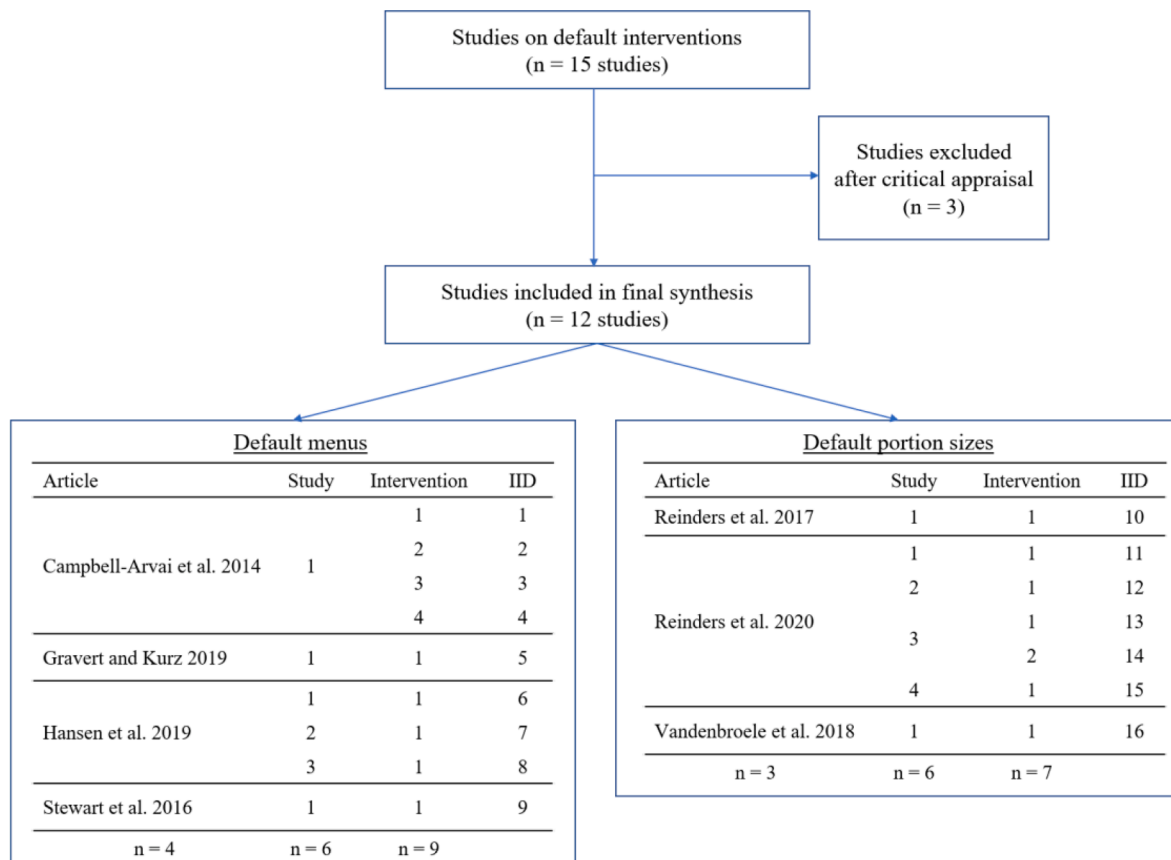 Studies on default interventions
(n = 15 studies)
Studies excluded
after critical appraisal
(n = 3)
Studies included in final synthesis
(n = 12 studies)
Default menus
Article Study Intervention IID
1 1
2 2
Campbell-Arvai et al. 2014 1
3 3
4 4
Gravert and Kurz 2019 1 1 5
1 1 6
Hansen et al. 2019 2 1 7
3 1 8
Stewart et al. 2016 1 1 9
n = 4 n = 6 n = 9
Default portion sizes
Article Study Intervention IID
Reinders et al. 2017 1 1 10
1 1 11
2 1 12
Reinders et al. 2020 1 13
3
2 14
4 1 15
Vandenbroele et al. 2018 1 1 16
n = 3 n = 6 n = 7